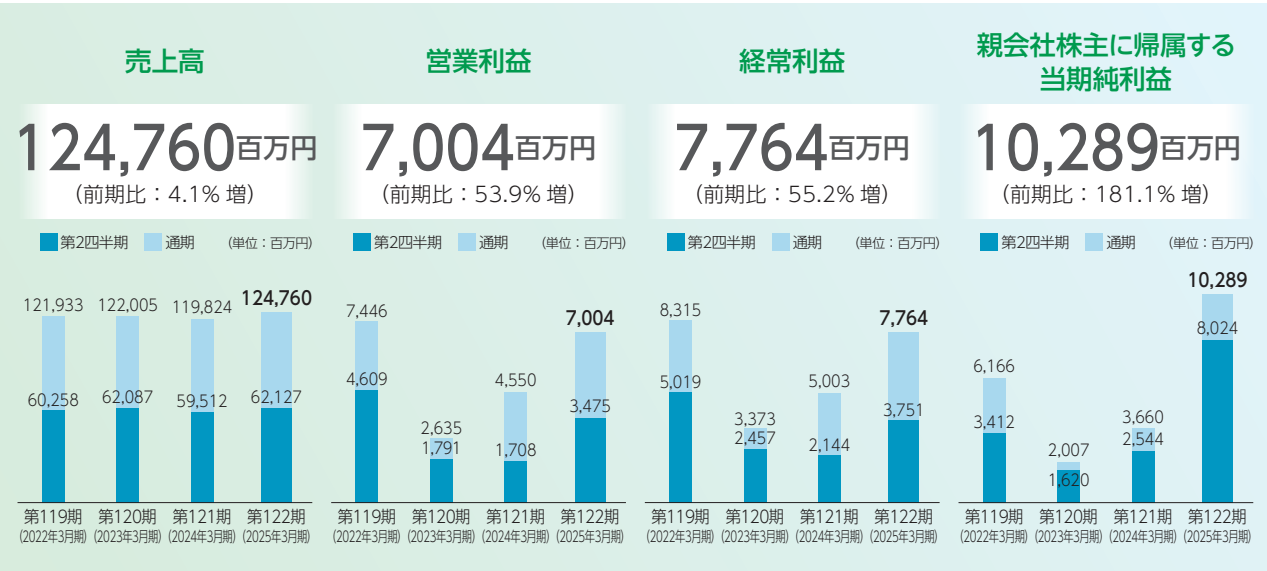 売上高
124,760百万円
（前期比：4.1% 増）
第2四半期 通期 （単位：百万円）
121,933 122,005 119,824 124,760
60,258 62,087 59,512 62,127
第119期 第120期 第121期 第122期
(2022年3月期) (2023年3月期) (2024年3月期) (2025年3月期)
営業利益
7,004百万円
（前期比：53.9% 増）
第2四半期 通期 （単位：百万円）
7,446 2,635 4,550 7,004
4,609 1,791 1,708 3,475
第119期 第120期 第121期 第122期
(2022年3月期) (2023年3月期) (2024年3月期) (2025年3月期)
経常利益
7,764百万円
（前期比：55.2% 増）
第2四半期 通期 （単位：百万円）
8,315 3,373 5,003 7,764
5,019 2,457 2,144 3,751
第119期 第120期 第121期 第122期
(2022年3月期) (2023年3月期) (2024年3月期) (2025年3月期)
親会社株主に帰属する
当期純利益
10,289百万円
（前期比：181.1% 増）
第2四半期 通期 （単位：百万円）
6,166 2,007 3,660 10,289
3,412 1,620 2,544 8,024
第119期 第120期 第121期 第122期
(2022年3月期) (2023年3月期) (2024年3月期) (2025年3月期)